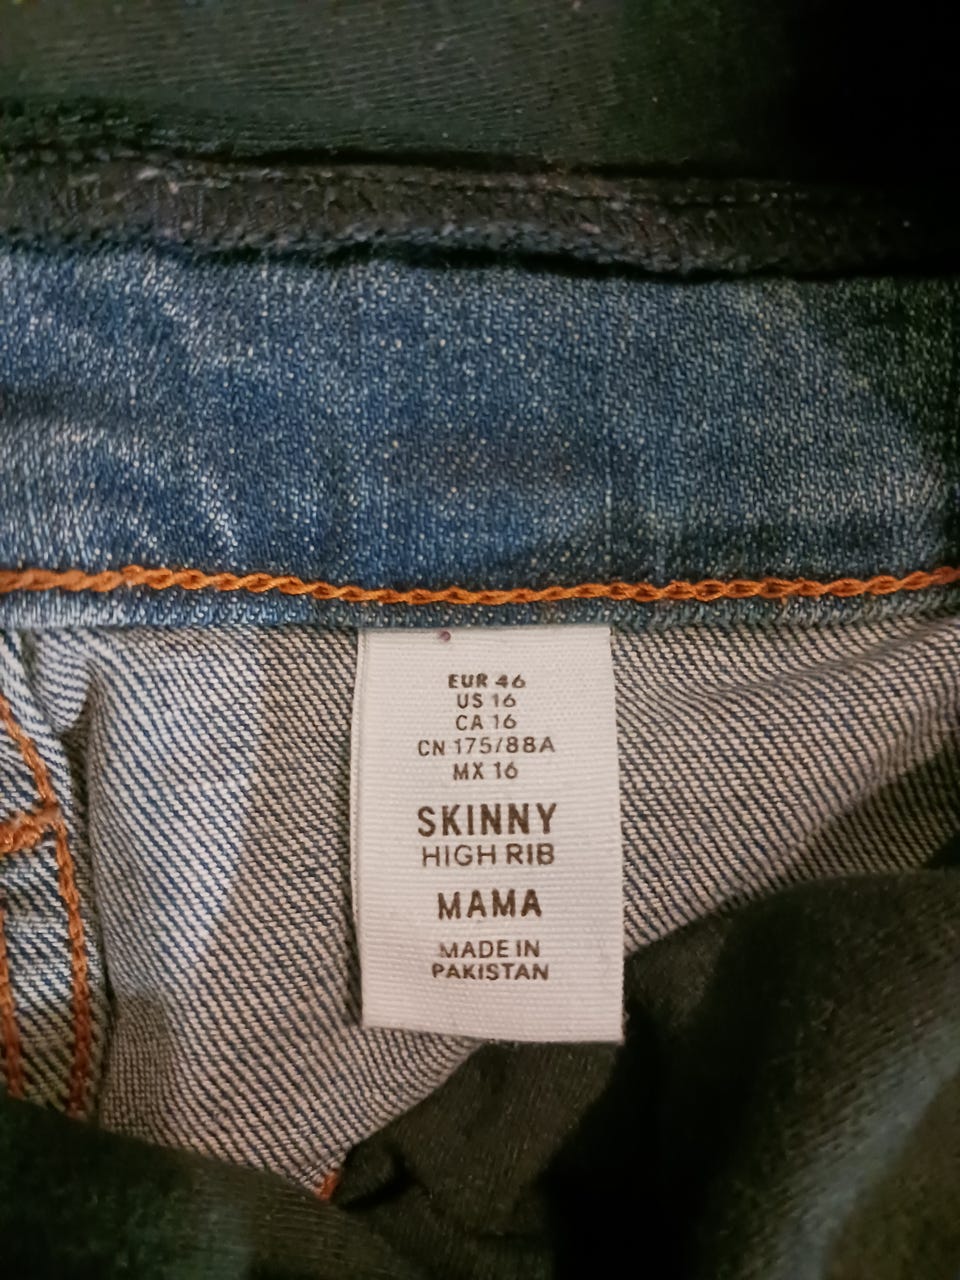 EUR 46
US 16
CA 16
CN 175/88A
MX 16
SKINNY
HIGH RIB
MAMA
MADE IN
PAKISTAN